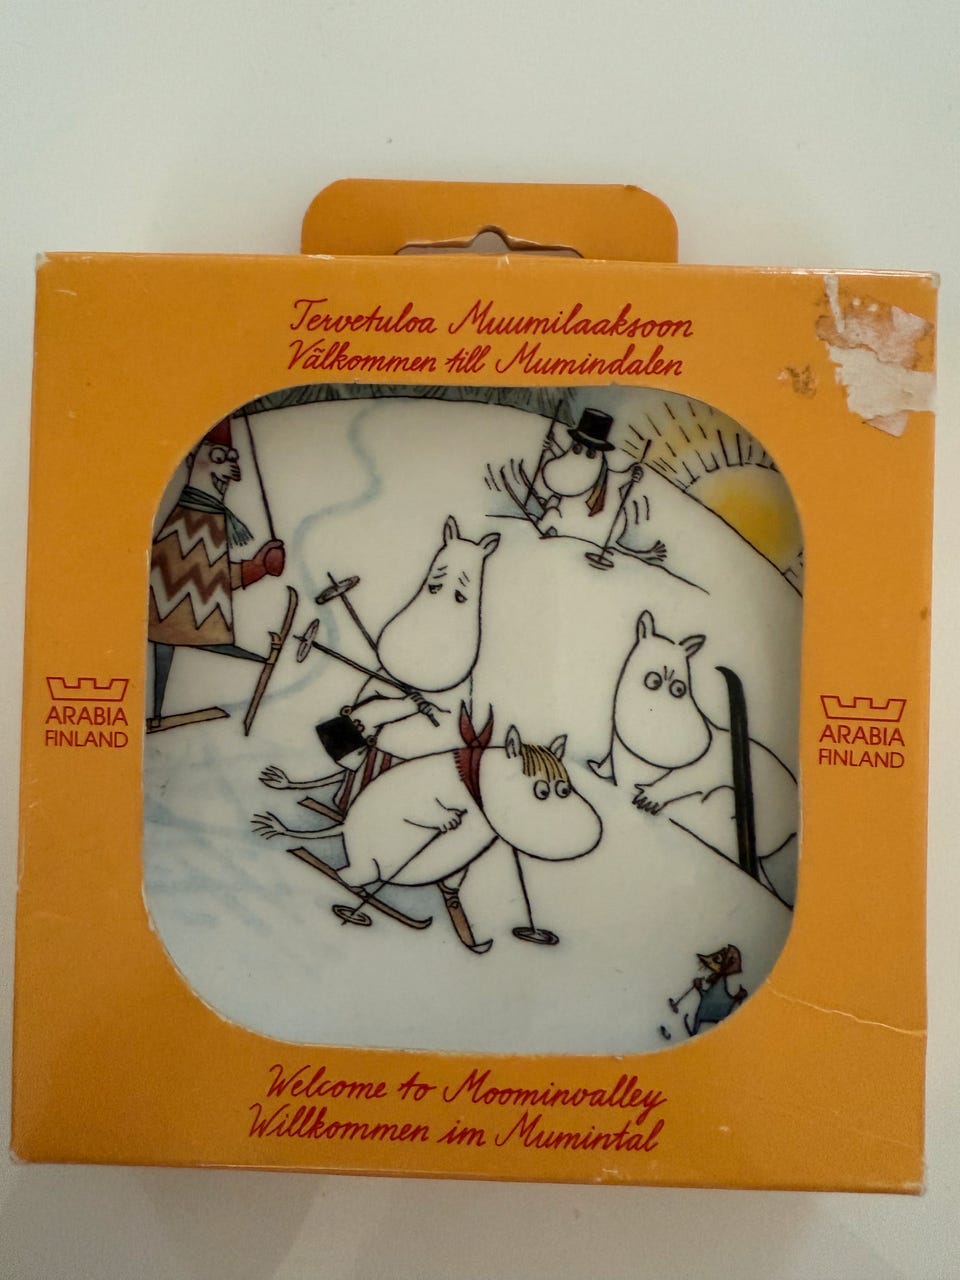 Tervetuloa Muumilaaksoon
Välkommen till Mumindalen
ARABIA
FINLAND
ARABIA
FINLAND
Welcome to Moominvalley
Willkommen im Mumintal